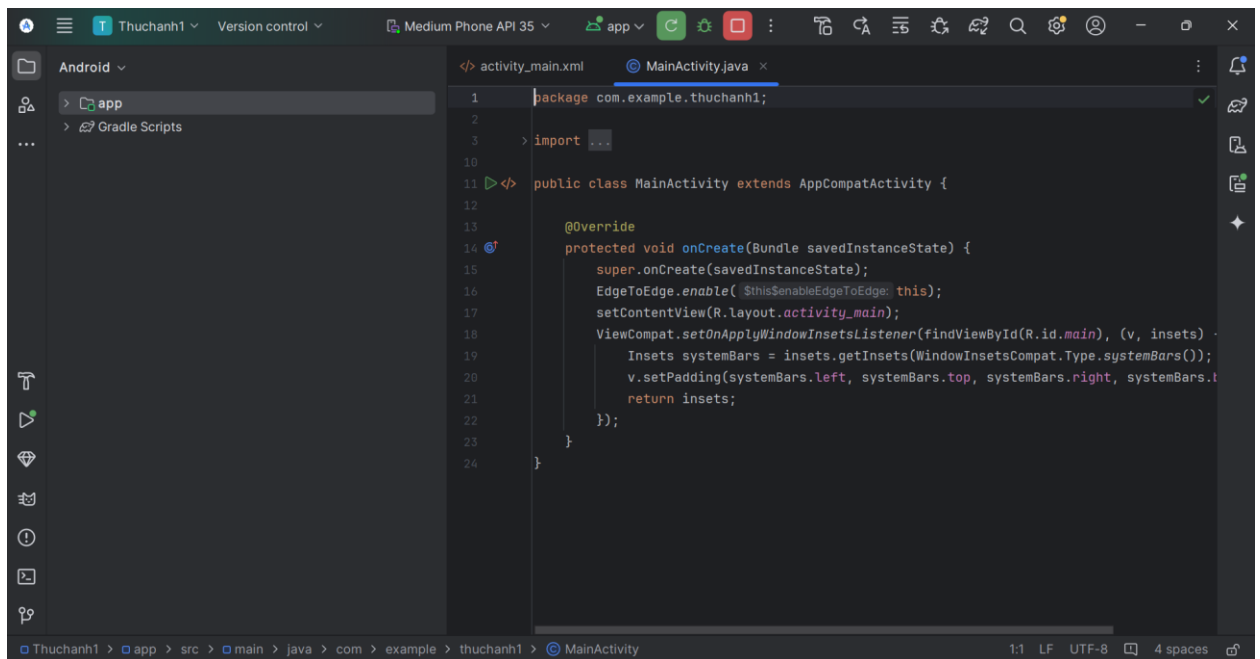 T Thuchanh1 Version control Medium Phone API 35 app
Android
app
Gradle Scripts
activity_main.xml MainActivity.java
1 package com.example.thuchanh1;
2
3 import ...
10
11 public class MainActivity extends AppCompatActivity {
12
13 @Override
14 protected void onCreate(Bundle savedInstanceState) {
15 super.onCreate(savedInstanceState);
16 EdgeToEdge.enable( $this$enableEdgeToEdge: this);
17 setContentView(R.layout.activity_main);
18 ViewCompat.setOnApplyWindowInsetsListener(findViewById(R.id.main), (v, insets) -
19 Insets systemBars = insets.getInsets(WindowInsetsCompat.Type.systemBars());
20 v.setPadding(systemBars.left, systemBars.top, systemBars.right, systemBars.b
21 return insets;
22 });
23 }
24 }
Thuchanh1 > app > src > main > java > com > example > thuchanh1 > MainActivity 1:1 LF UTF-8 4 spaces